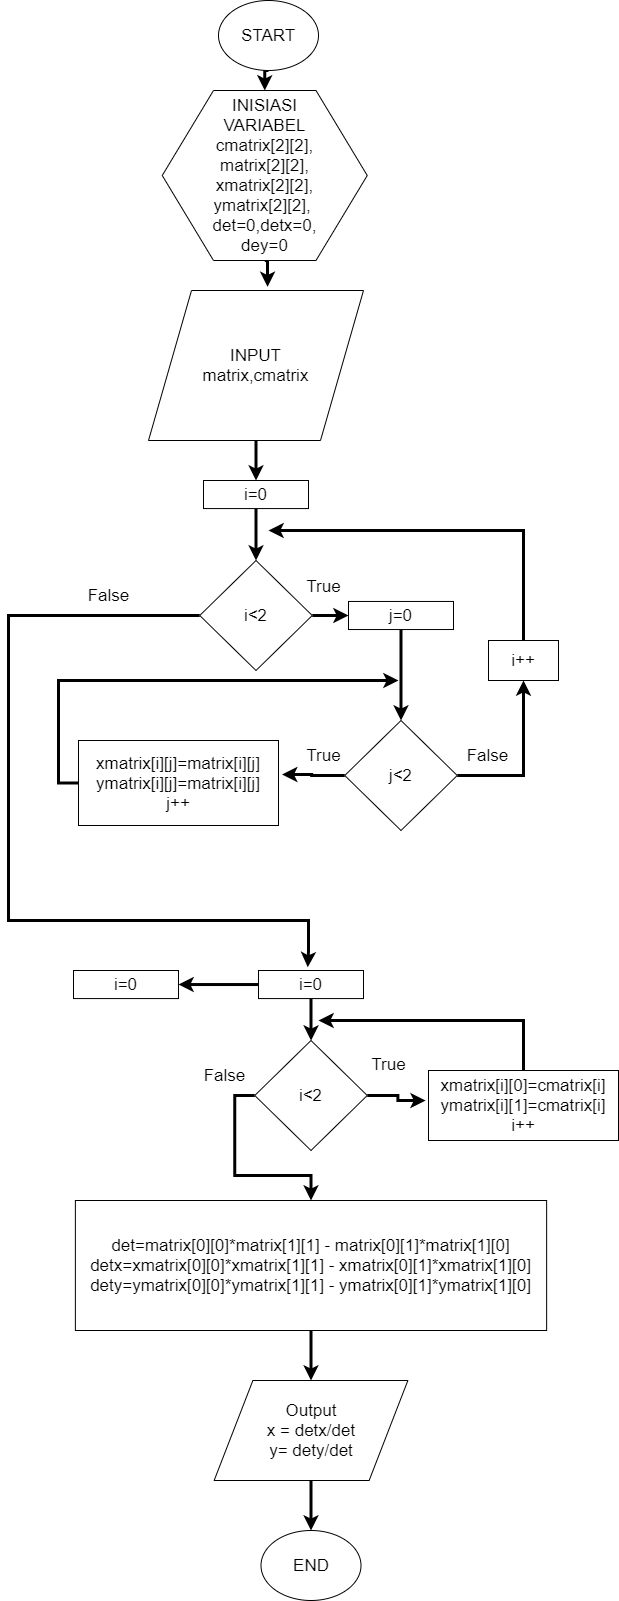 START
INISIASI
VARIABEL
cmatrix[2][2],
matrix[2][2],
xmatrix[2][2],
ymatrix[2][2],
det=0,detx=0,
dey=0
INPUT
matrix,cmatrix
i=0
False
True
i<2
j=0
i++
xmatrix[i][j]=matrix[i][j]
ymatrix[i][j]=matrix[i][j]
j++
True
j<2
False
i=0
i=0
False
True
i<2
xmatrix[i][0]=cmatrix[i]
ymatrix[i][1]=cmatrix[i]
i++
det=matrix[0][0]*matrix[1][1] - matrix[0][1]*matrix[1][0]
detx=xmatrix[0][0]*xmatrix[1][1] - xmatrix[0][1]*xmatrix[1][0]
dety=ymatrix[0][0]*ymatrix[1][1] - ymatrix[0][1]*ymatrix[1][0]
Output
x = detx/det
y= dety/det
END